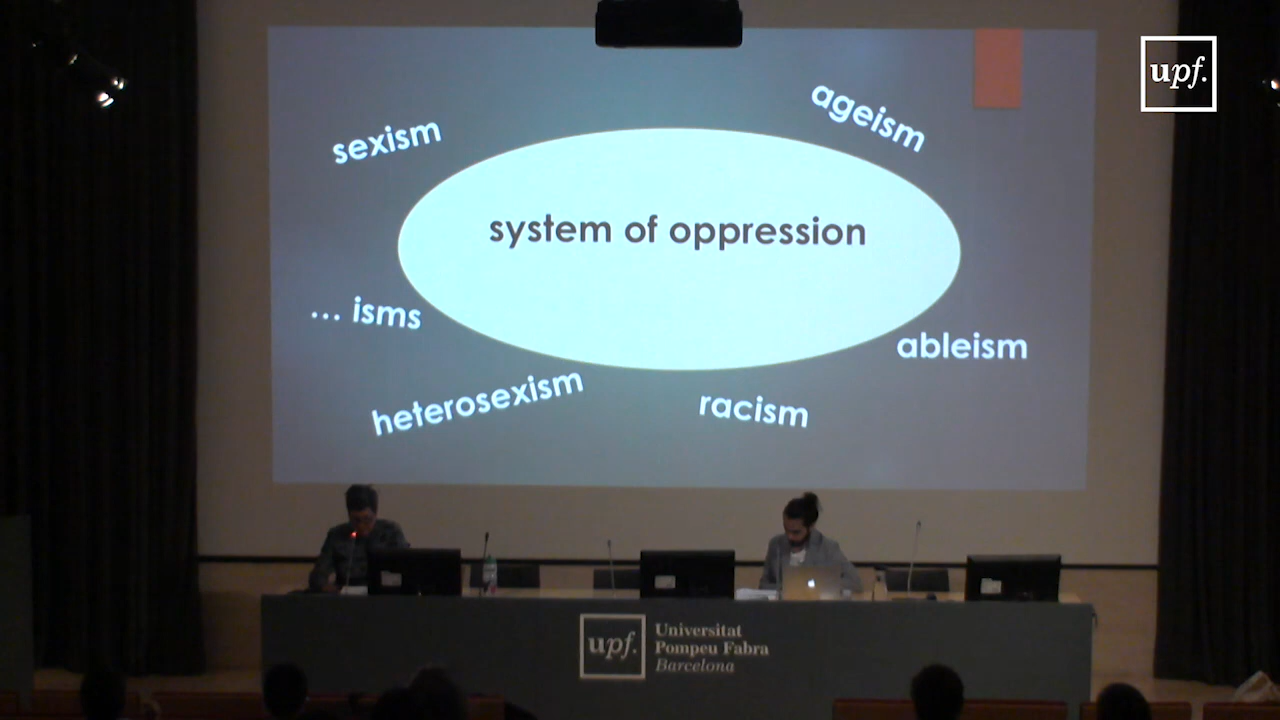 upf.
ageism
sexism
system of oppression
... isms
ableism
heterosexism
racism
upf.
Universitat
Pompeu Fabra
Barcelona